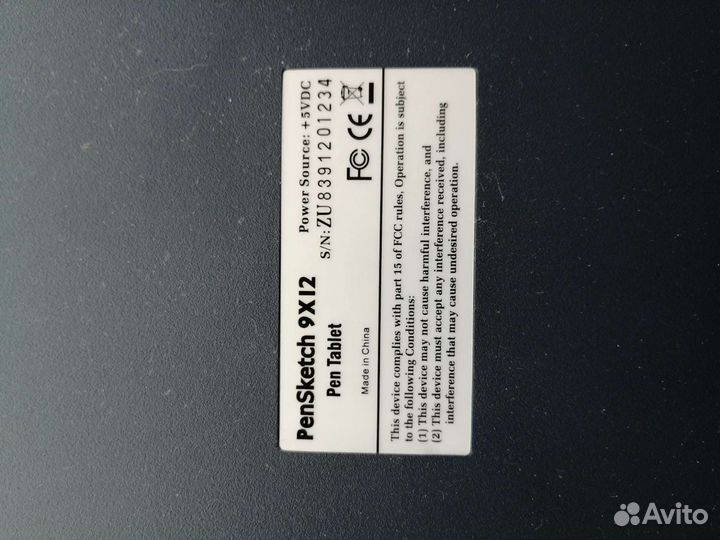 PenSketch 9X12
Power Source: +5VDC
Pen Tablet
S/N: ZU8391201234
Made in China
FC CE
This device complies with part 15 of FCC rules, Operation is subject
to the following Conditions:
(1) This device may not cause harmful interference, and
(2) This device must accept any interference received, including
interference that may cause undesired operation.
Avito